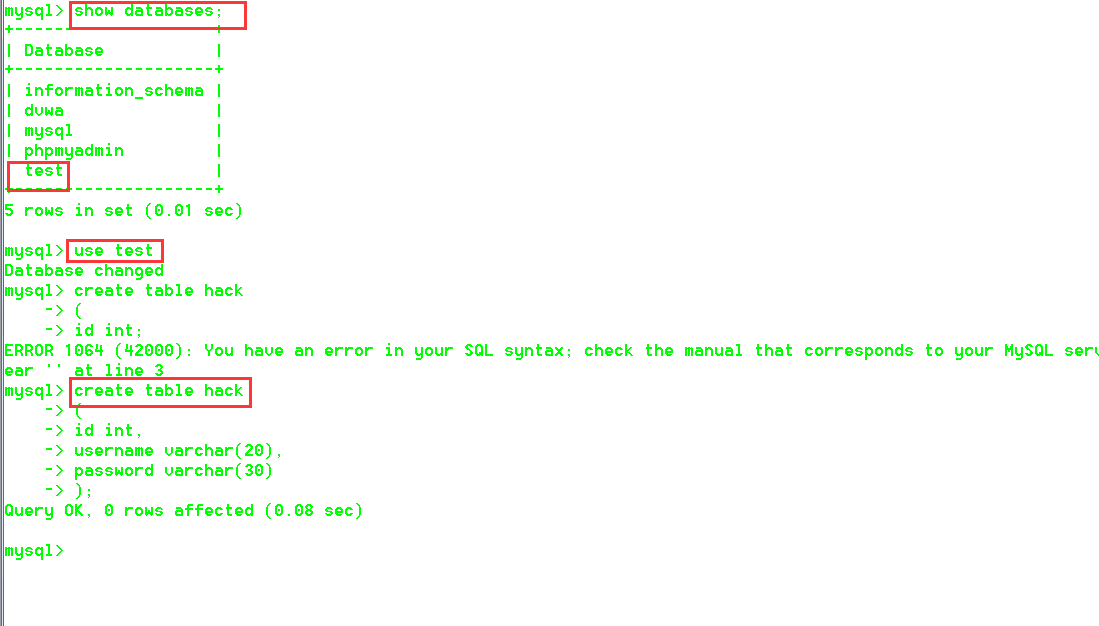 mysql> show databases;
+---------------------+
| Database            |
+---------------------+
| information_schema |
| dvwa               |
| mysql              |
| phpmyadmin         |
| test               |
+---------------------+
5 rows in set (0.01 sec)
mysql> use test
Database changed
mysql> create table hack
    -> (
    -> id int;
ERROR 1064 (42000): You have an error in your SQL syntax; check the manual that corresponds to your MySQL serv
ear '' at line 3
mysql> create table hack
    -> (
    -> id int,
    -> username varchar(20),
    -> password varchar(30)
    -> );
Query OK, 0 rows affected (0.08 sec)
mysql>